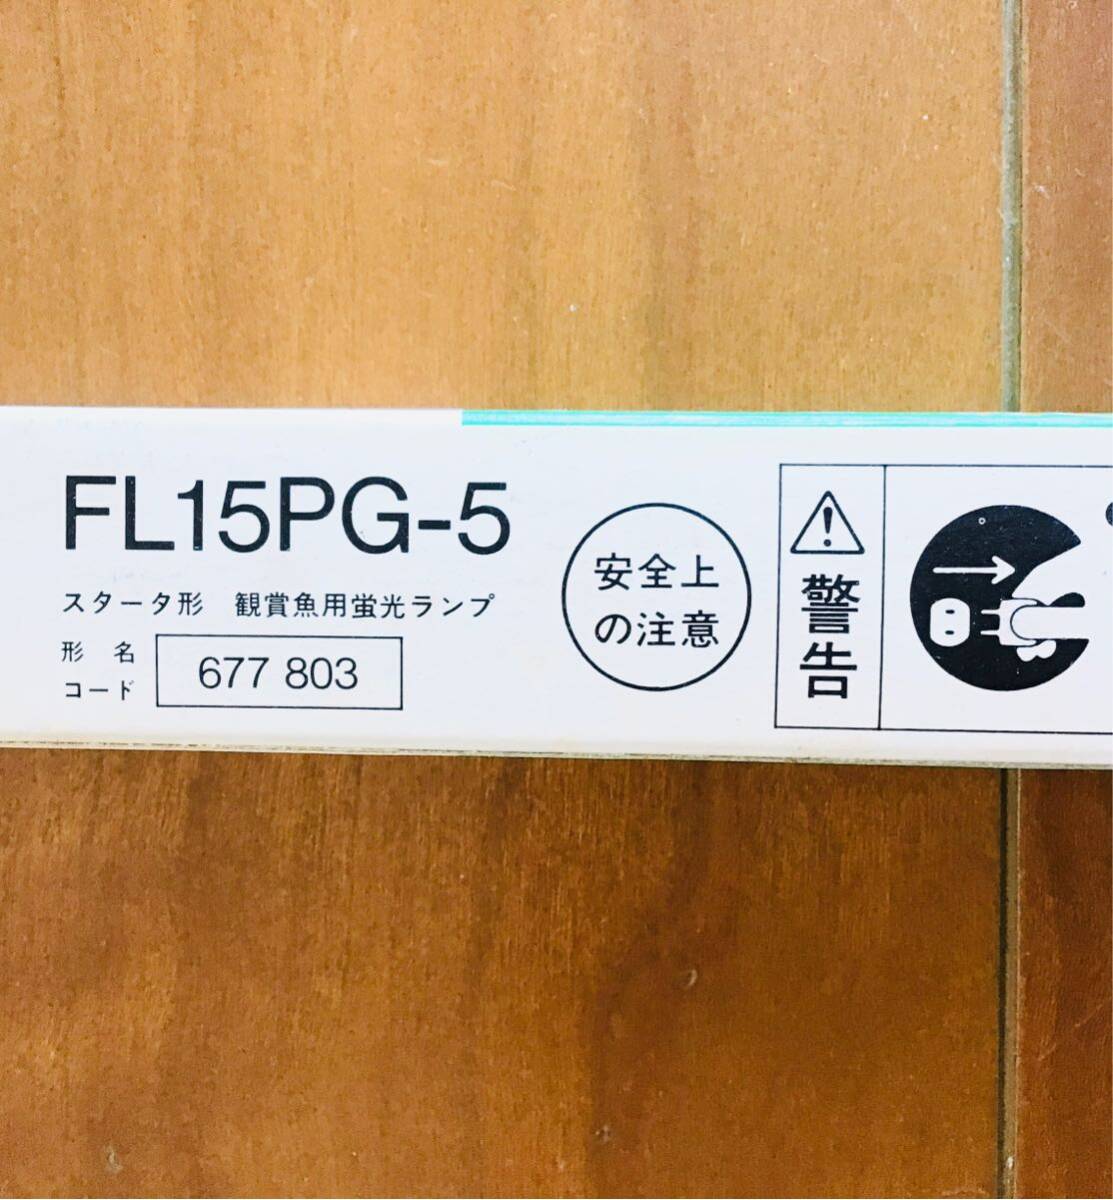 FL15PG-5
スタータ形 観賞魚用蛍光ランプ
形名
コード
677 803
安全上
の注意
警告